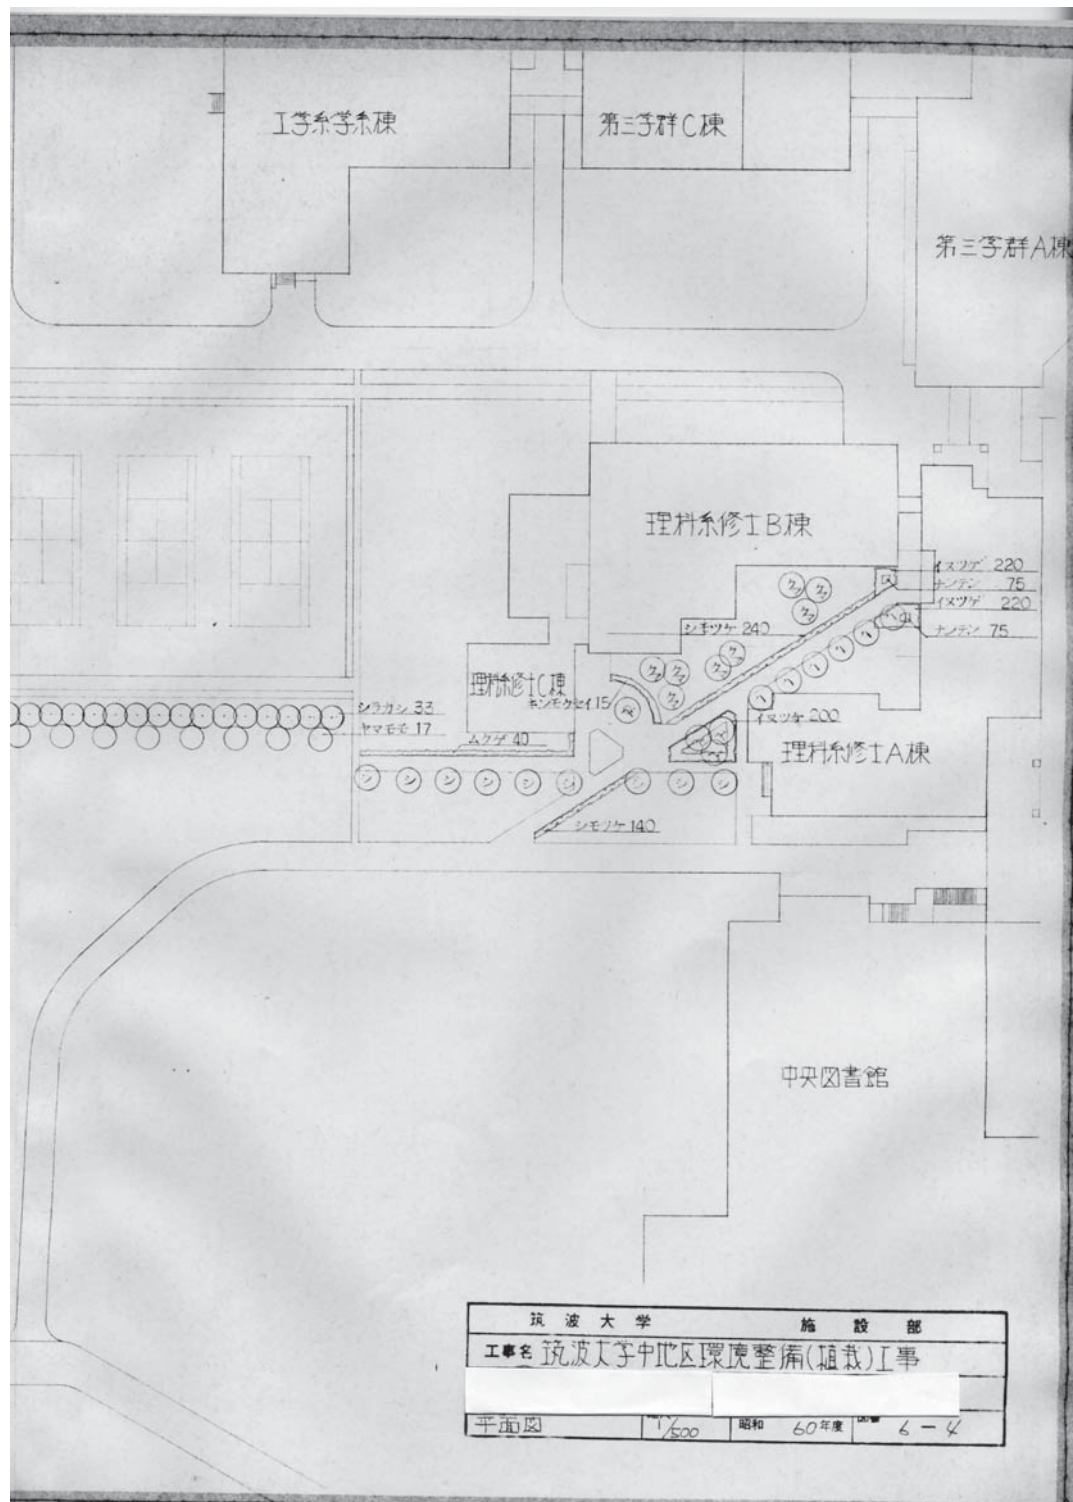 工学系学系棟
第三学群C棟
第三学群A棟
理科系修士B棟
イヌツゲ 220
ナンテン 75
イヌツゲ 220
ナンテン 75
シモツケ 240
理科系修士C棟
キンモクセイ 15
シラカシ 33
ヤマモモ 17
ムクゲ 40
イヌツゲ 200
理科系修士A棟
シモツケ 140
中央図書館
筑波大学 施設部
工事名 筑波大学中地区環境整備(植栽)工事
平面図 1/500 昭和 60年度 6-4